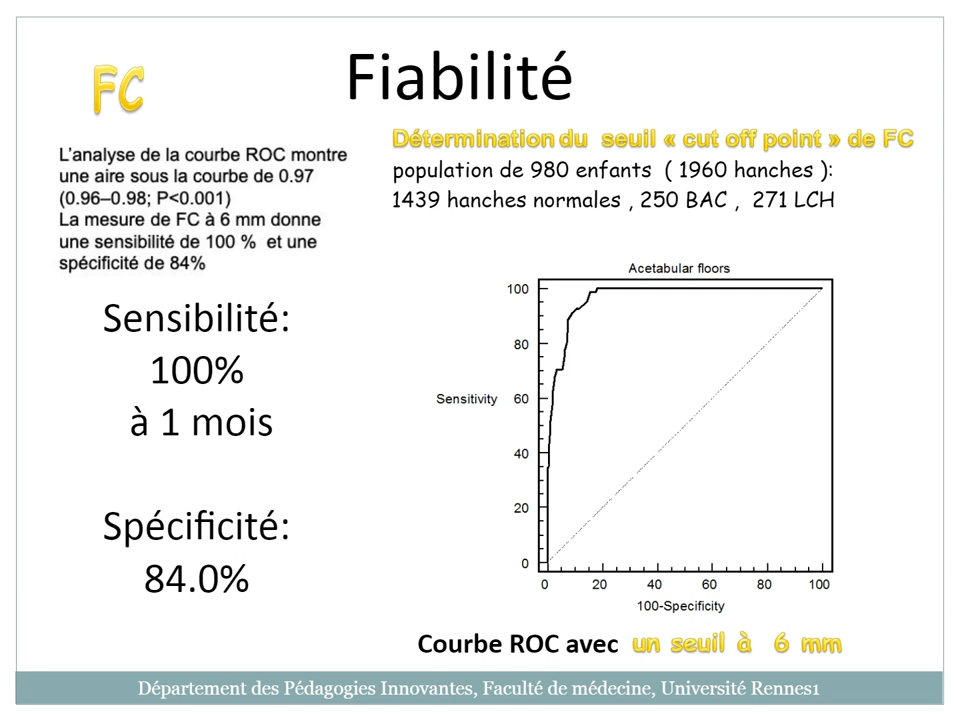 Fiabilité
FC
L'analyse de la courbe ROC montre
une aire sous la courbe de 0.97
(0.96–0.98; P<0.001)
La mesure de FC à 6 mm donne
une sensibilité de 100 % et une
spécificité de 84%
Sensibilité:
100%
à 1 mois
Spécificité:
84.0%
Détermination du seuil « cut off point » de FC
population de 980 enfants ( 1960 hanches ):
1439 hanches normales , 250 BAC , 271 LCH
Acetabular floors
100
80
Sensitivity 60
40
20
0
0 20 40 60 80 100
100-Specificity
Courbe ROC avec un seuil à 6 mm
Département des Pédagogies Innovantes, Faculté de médecine, Université Rennes1